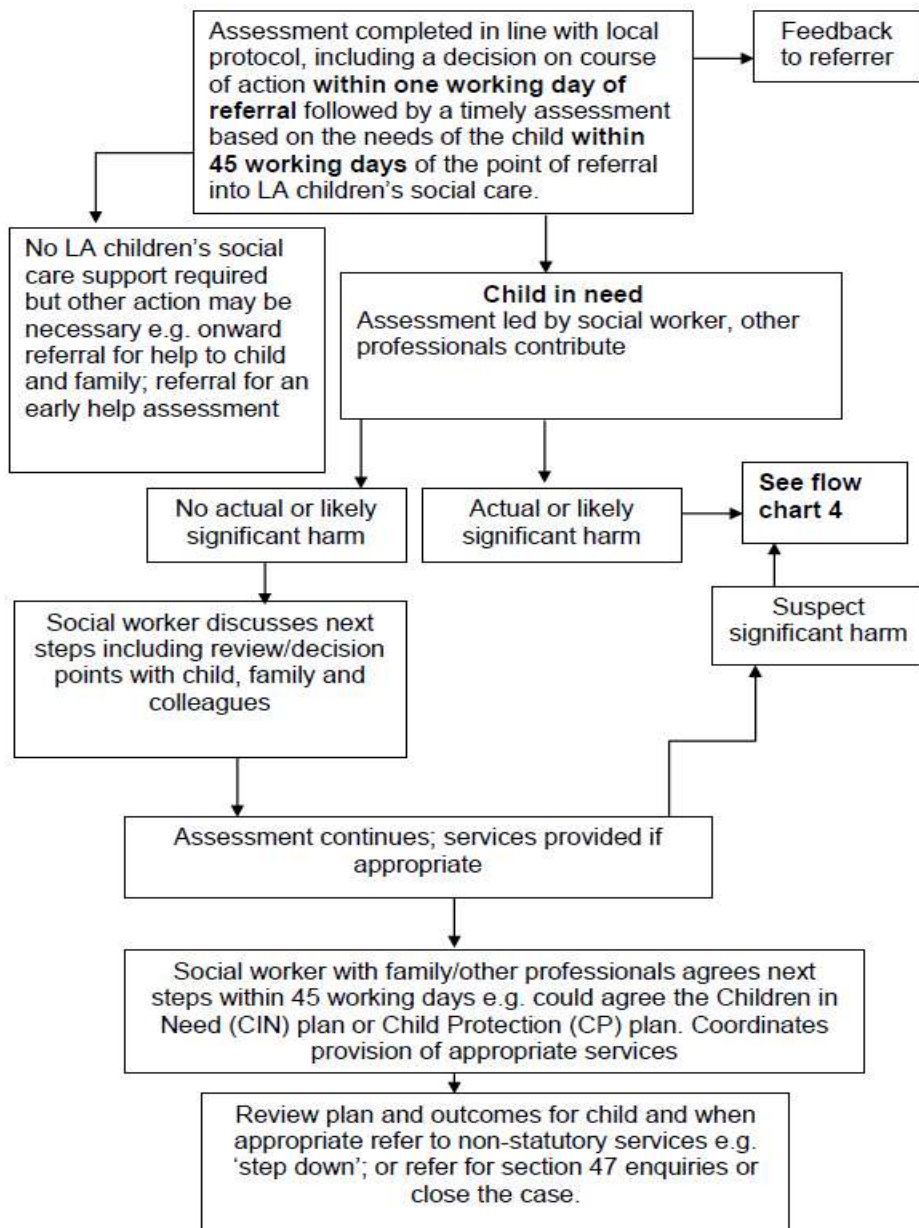 Assessment completed in line with local
protocol, including a decision on course
of action within one working day of
referral followed by a timely assessment
based on the needs of the child within
45 working days of the point of referral
into LA children's social care.
Feedback
to referrer
No LA children's social
care support required
but other action may be
necessary e.g. onward
referral for help to child
and family; referral for an
early help assessment
Child in need
Assessment led by social worker, other
professionals contribute
No actual or likely
significant harm
Actual or likely
significant harm
See flow
chart 4
Social worker discusses next
steps including review/decision
points with child, family and
colleagues
Suspect
significant harm
Assessment continues; services provided if
appropriate
Social worker with family/other professionals agrees next
steps within 45 working days e.g. could agree the Children in
Need (CIN) plan or Child Protection (CP) plan. Coordinates
provision of appropriate services
Review plan and outcomes for child and when
appropriate refer to non-statutory services e.g.
‘step down’; or refer for section 47 enquiries or
close the case.